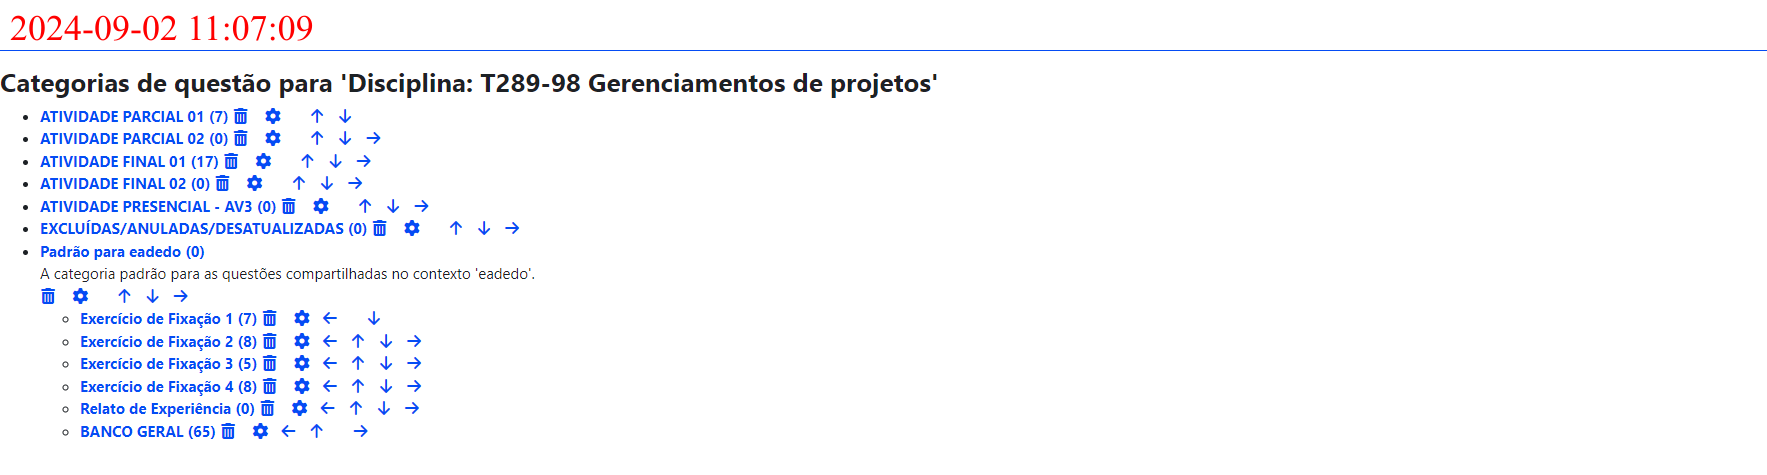 2024-09-02 11:07:09
Categorias de questão para 'Disciplina: T289-98 Gerenciamentos de projetos'
ATIVIDADE PARCIAL 01 (7)
ATIVIDADE PARCIAL 02 (0)
ATIVIDADE FINAL 01 (17)
ATIVIDADE FINAL 02 (0)
ATIVIDADE PRESENCIAL - AV3 (0)
EXCLUÍDAS/ANULADAS/DESATUALIZADAS (0)
Padrão para eadedo (0)
A categoria padrão para as questões compartilhadas no contexto 'eadedo'.
Exercício de Fixação 1 (7)
Exercício de Fixação 2 (8)
Exercício de Fixação 3 (5)
Exercício de Fixação 4 (8)
Relato de Experiência (0)
BANCO GERAL (65)